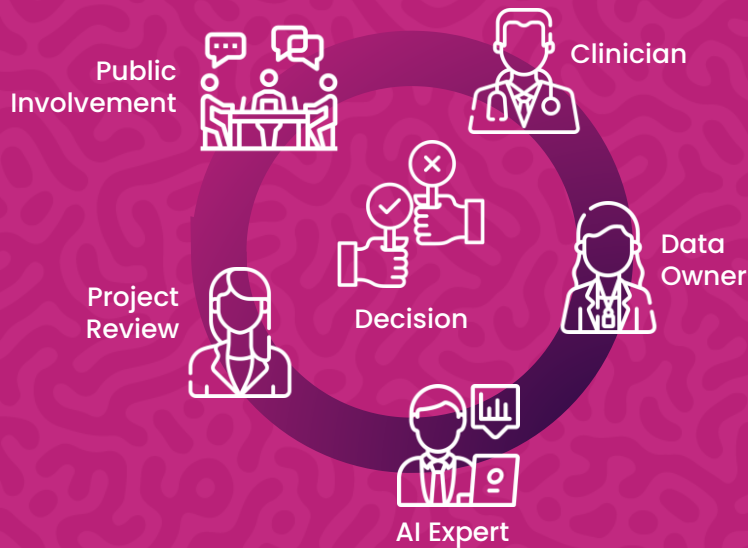 Public
Involvement
Clinician
Data
Owner
Project
Review
Decision
AI Expert